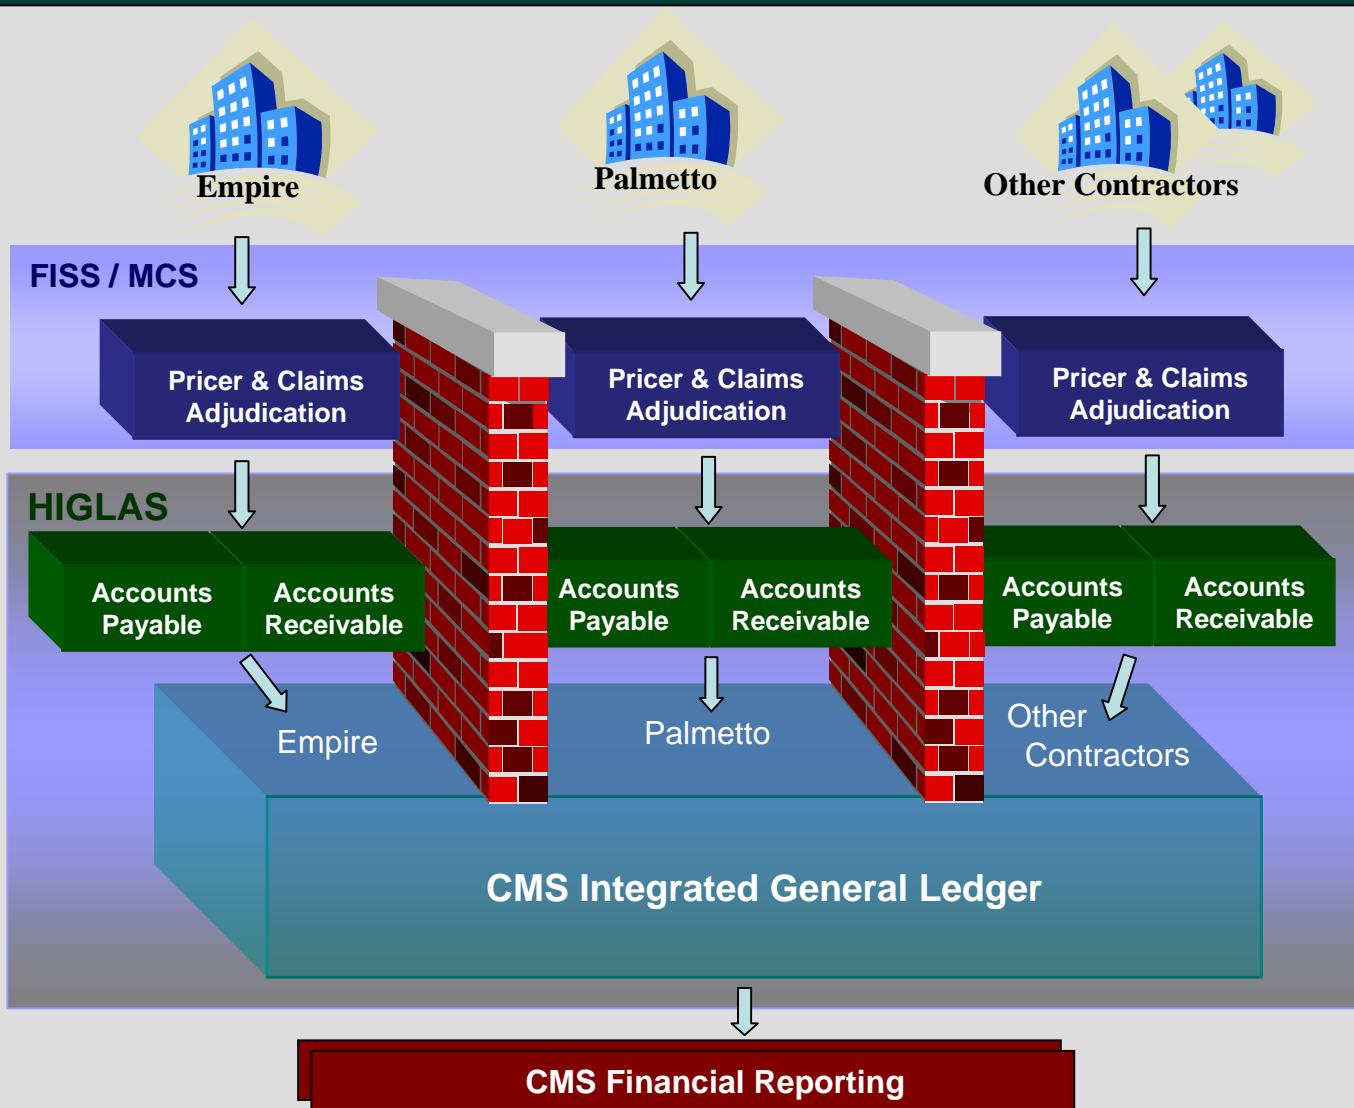 Empire
Palmetto
Other Contractors
FISS / MCS
Pricer & Claims
Adjudication
Pricer & Claims
Adjudication
Pricer & Claims
Adjudication
HIGLAS
Accounts
Payable
Accounts
Receivable
Accounts
Payable
Accounts
Receivable
Accounts
Payable
Accounts
Receivable
Empire
Palmetto
Other
Contractors
CMS Integrated General Ledger
CMS Financial Reporting